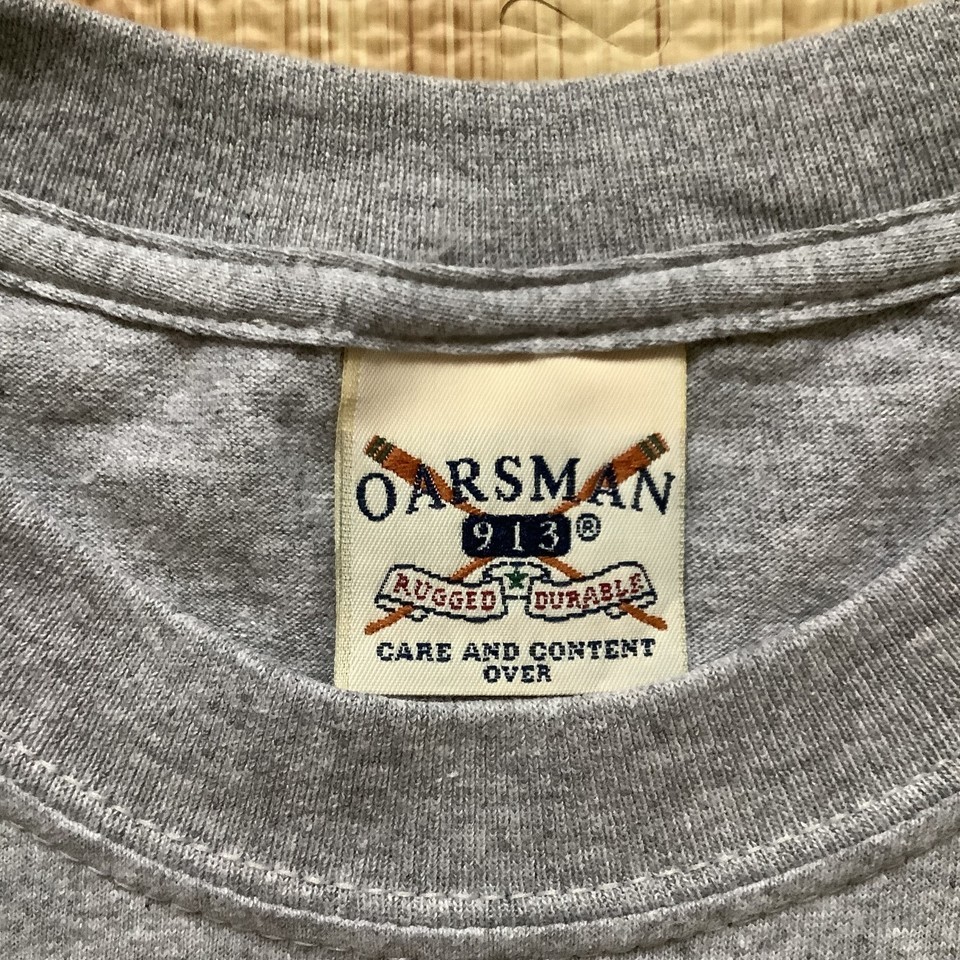 OARSMAN
913®
RUGGED DURABLE
CARE AND CONTENT
OVER